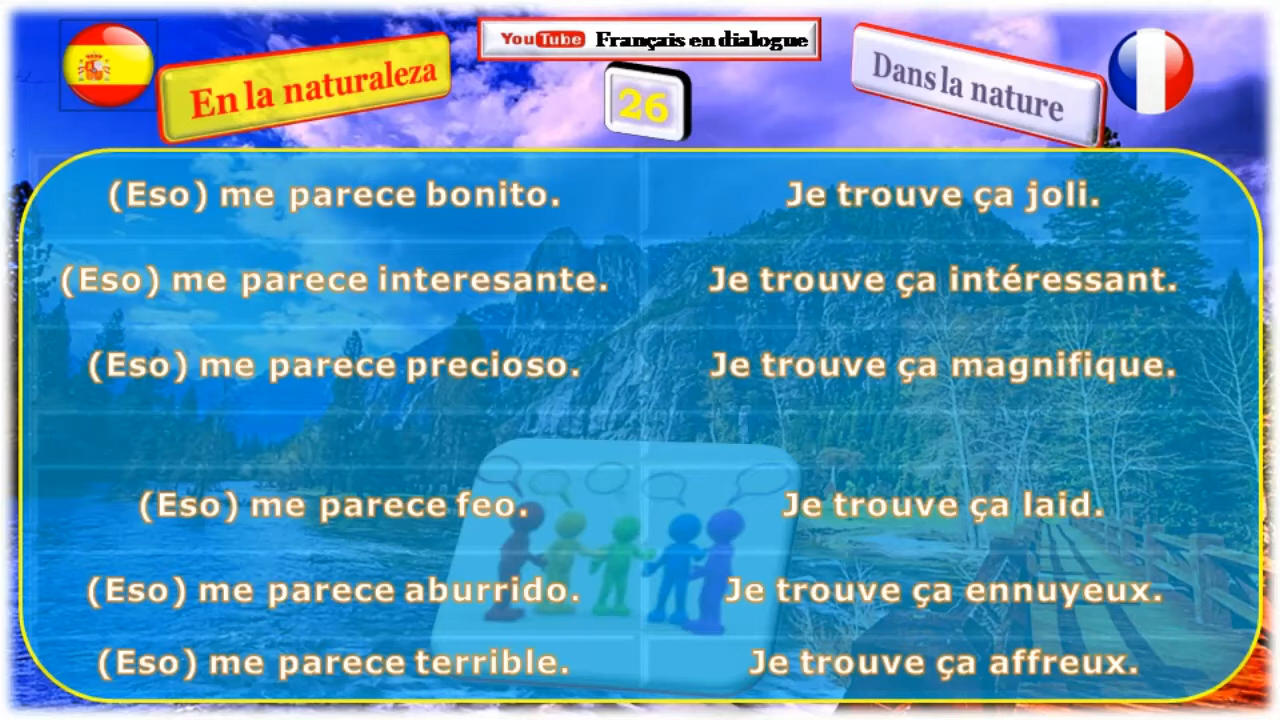 YouTube Français en dialogue
En la naturaleza
26
Dans la nature
(Eso) me parece bonito.
Je trouve ça joli.
(Eso) me parece interesante.
Je trouve ça intéressant.
(Eso) me parece precioso.
Je trouve ça magnifique.
(Eso) me parece feo.
Je trouve ça laid.
(Eso) me parece aburrido.
Je trouve ça ennuyeux.
(Eso) me parece terrible.
Je trouve ça affreux.